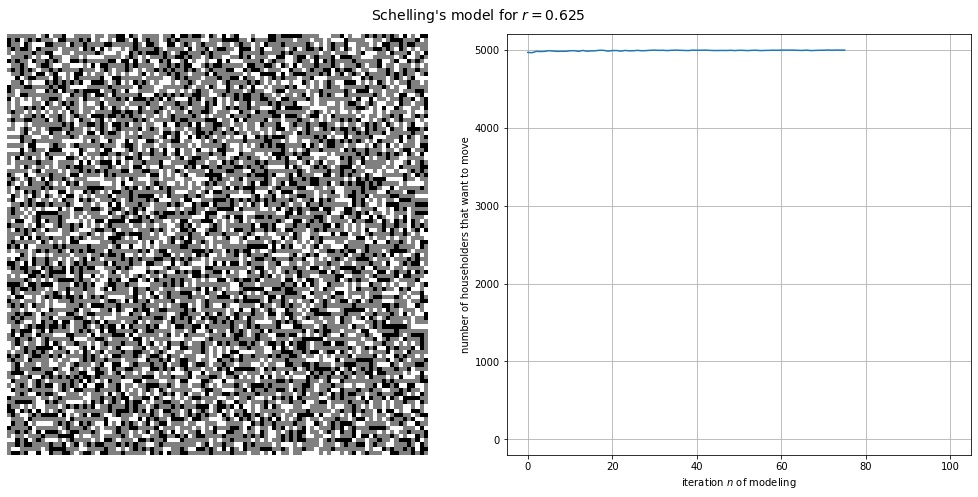 Schelling's model for r = 0.625
number of householders that want to move
5000
4000
3000
2000
1000
0
0 20 40 60 80 100
iteration n of modeling